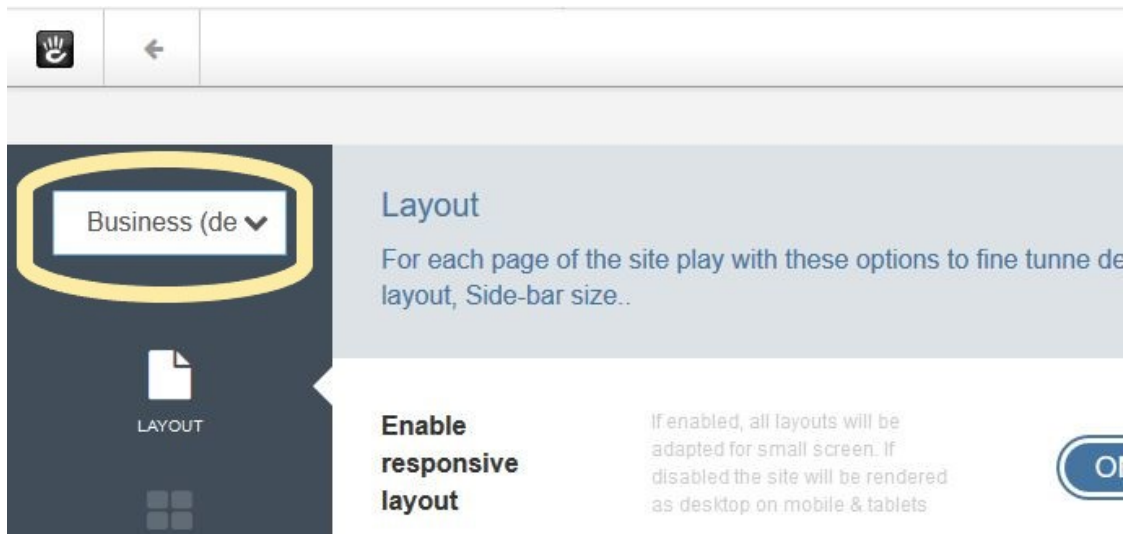 Business (de
Layout
For each page of the site play with these options to fine tunne de
layout, Side-bar size..
LAYOUT
Enable
responsive
layout
If enabled, all layouts will be
adapted for small screen. If
disabled the site will be rendered
as desktop on mobile & tablets